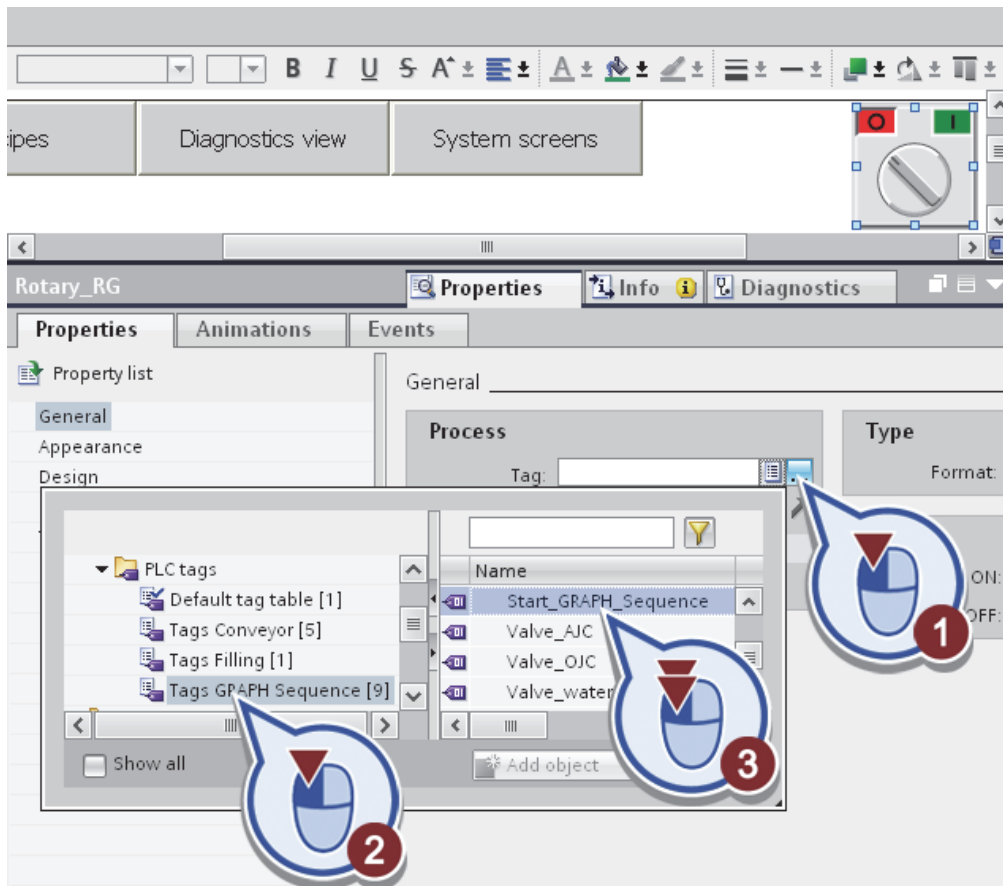 B I U S A
ipes Diagnostics view System screens
O I
Rotary_RG Properties Info Diagnostics
Properties Animations Events
Property list
General
General
Appearance
Design
Process
Tag:
Type
Format:
ON:
OFF:
PLC tags
Default tag table [1]
Tags Conveyor [5]
Tags Filling [1]
Tags GRAPH Sequence [9]
Show all
Name
Start_GRAPH_Sequence
Valve_AJC
Valve_OJC
Valve_water
Add object
1
2
3